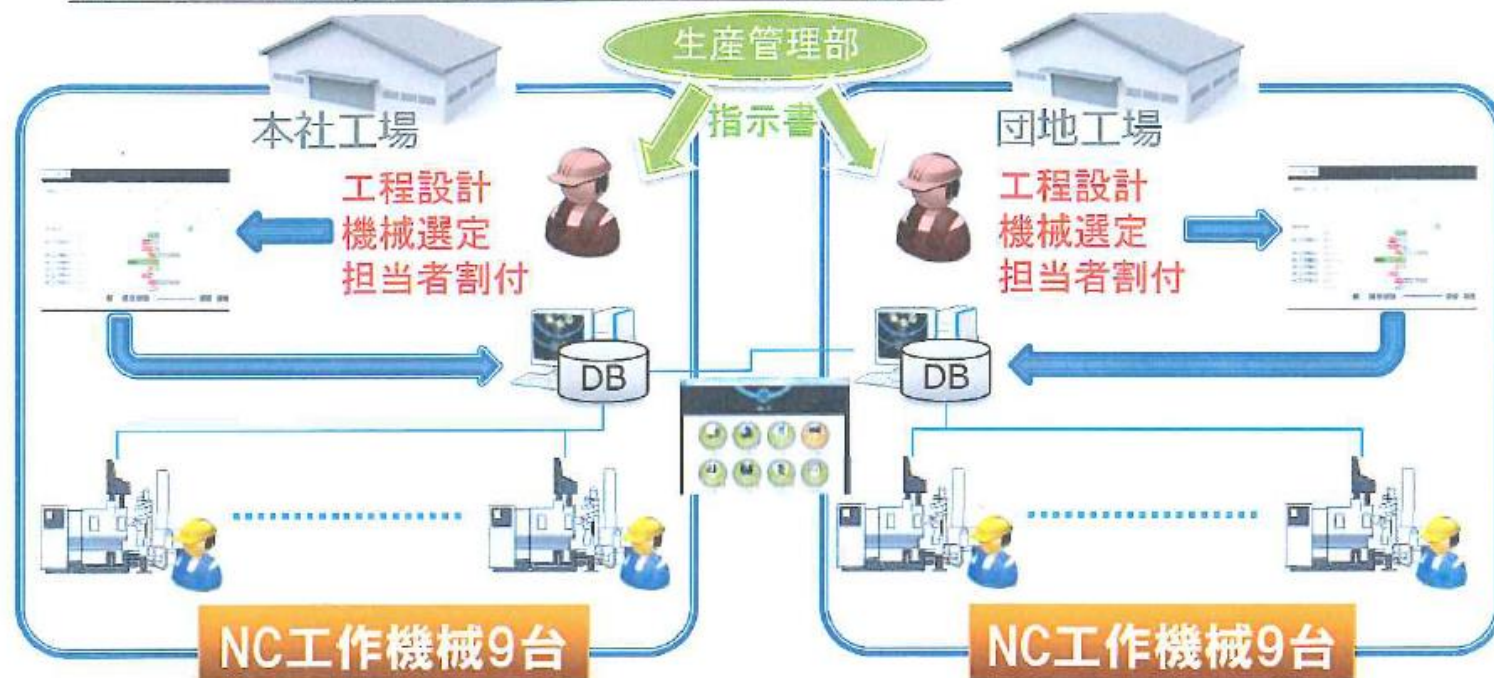 生産管理部
指示書
本社工場
工程設計
機械選定
担当者割付
DB
NC工作機械9台
団地工場
工程設計
機械選定
担当者割付
DB
NC工作機械9台